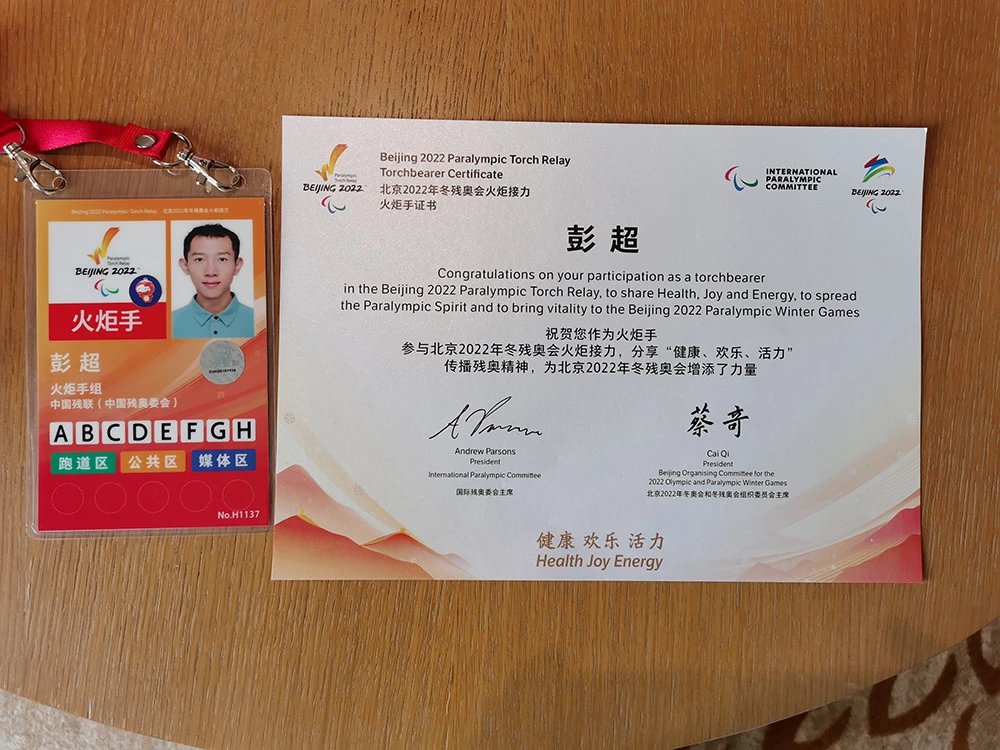 Beijing 2022 Paralympic Torch Relay 北京2022年冬残奥会火炬接力
Paralympic
Torch Relay
BEIJING 2022
火炬手
彭超
火炬手组
中国残联（中国残奥委会）
A B C D E F G H
跑道区 公共区 媒体区
No.H1137
Paralympic
Torch Relay
BEIJING 2022
Beijing 2022 Paralympic Torch Relay
Torchbearer Certificate
北京2022年冬残奥会火炬接力
火炬手证书
INTERNATIONAL
PARALYMPIC
COMMITTEE
BEIJING 2022
彭超
Congratulations on your participation as a torchbearer
in the Beijing 2022 Paralympic Torch Relay, to share Health, Joy and Energy, to spread
the Paralympic Spirit and to bring vitality to the Beijing 2022 Paralympic Winter Games
祝贺您作为火炬手
参与北京2022年冬残奥会火炬接力，分享“健康、欢乐、活力”
传播残奥精神，为北京2022年冬残奥会增添了力量
Andrew Parsons
President
International Paralympic Committee
国际残奥委会主席
蔡奇
Cai Qi
President
Beijing Organising Committee for the
2022 Olympic and Paralympic Winter Games
北京2022年冬奥会和冬残奥会组织委员会主席
健康 欢乐 活力
Health Joy Energy